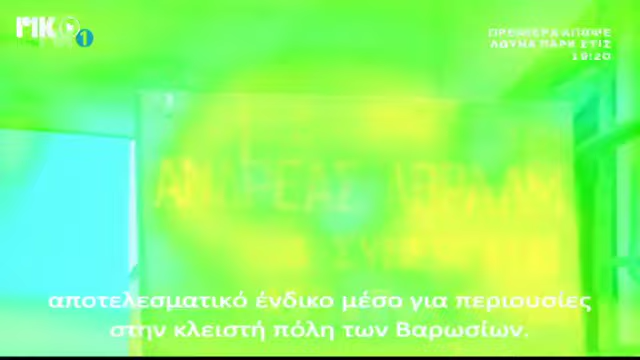 ΡΙΚ 1
ΠΡΕΜΙΕΡΑ ΑΠΟΨΕ
ΛΟΥΝΑ ΠΑΡΚ ΣΤΙΣ
19:20
ΑΝΔΡΕΑΣ
αποτελεσματικό ένδικο μέσο για περιουσίες
στην κλειστή πόλη των Βαρωσίων.